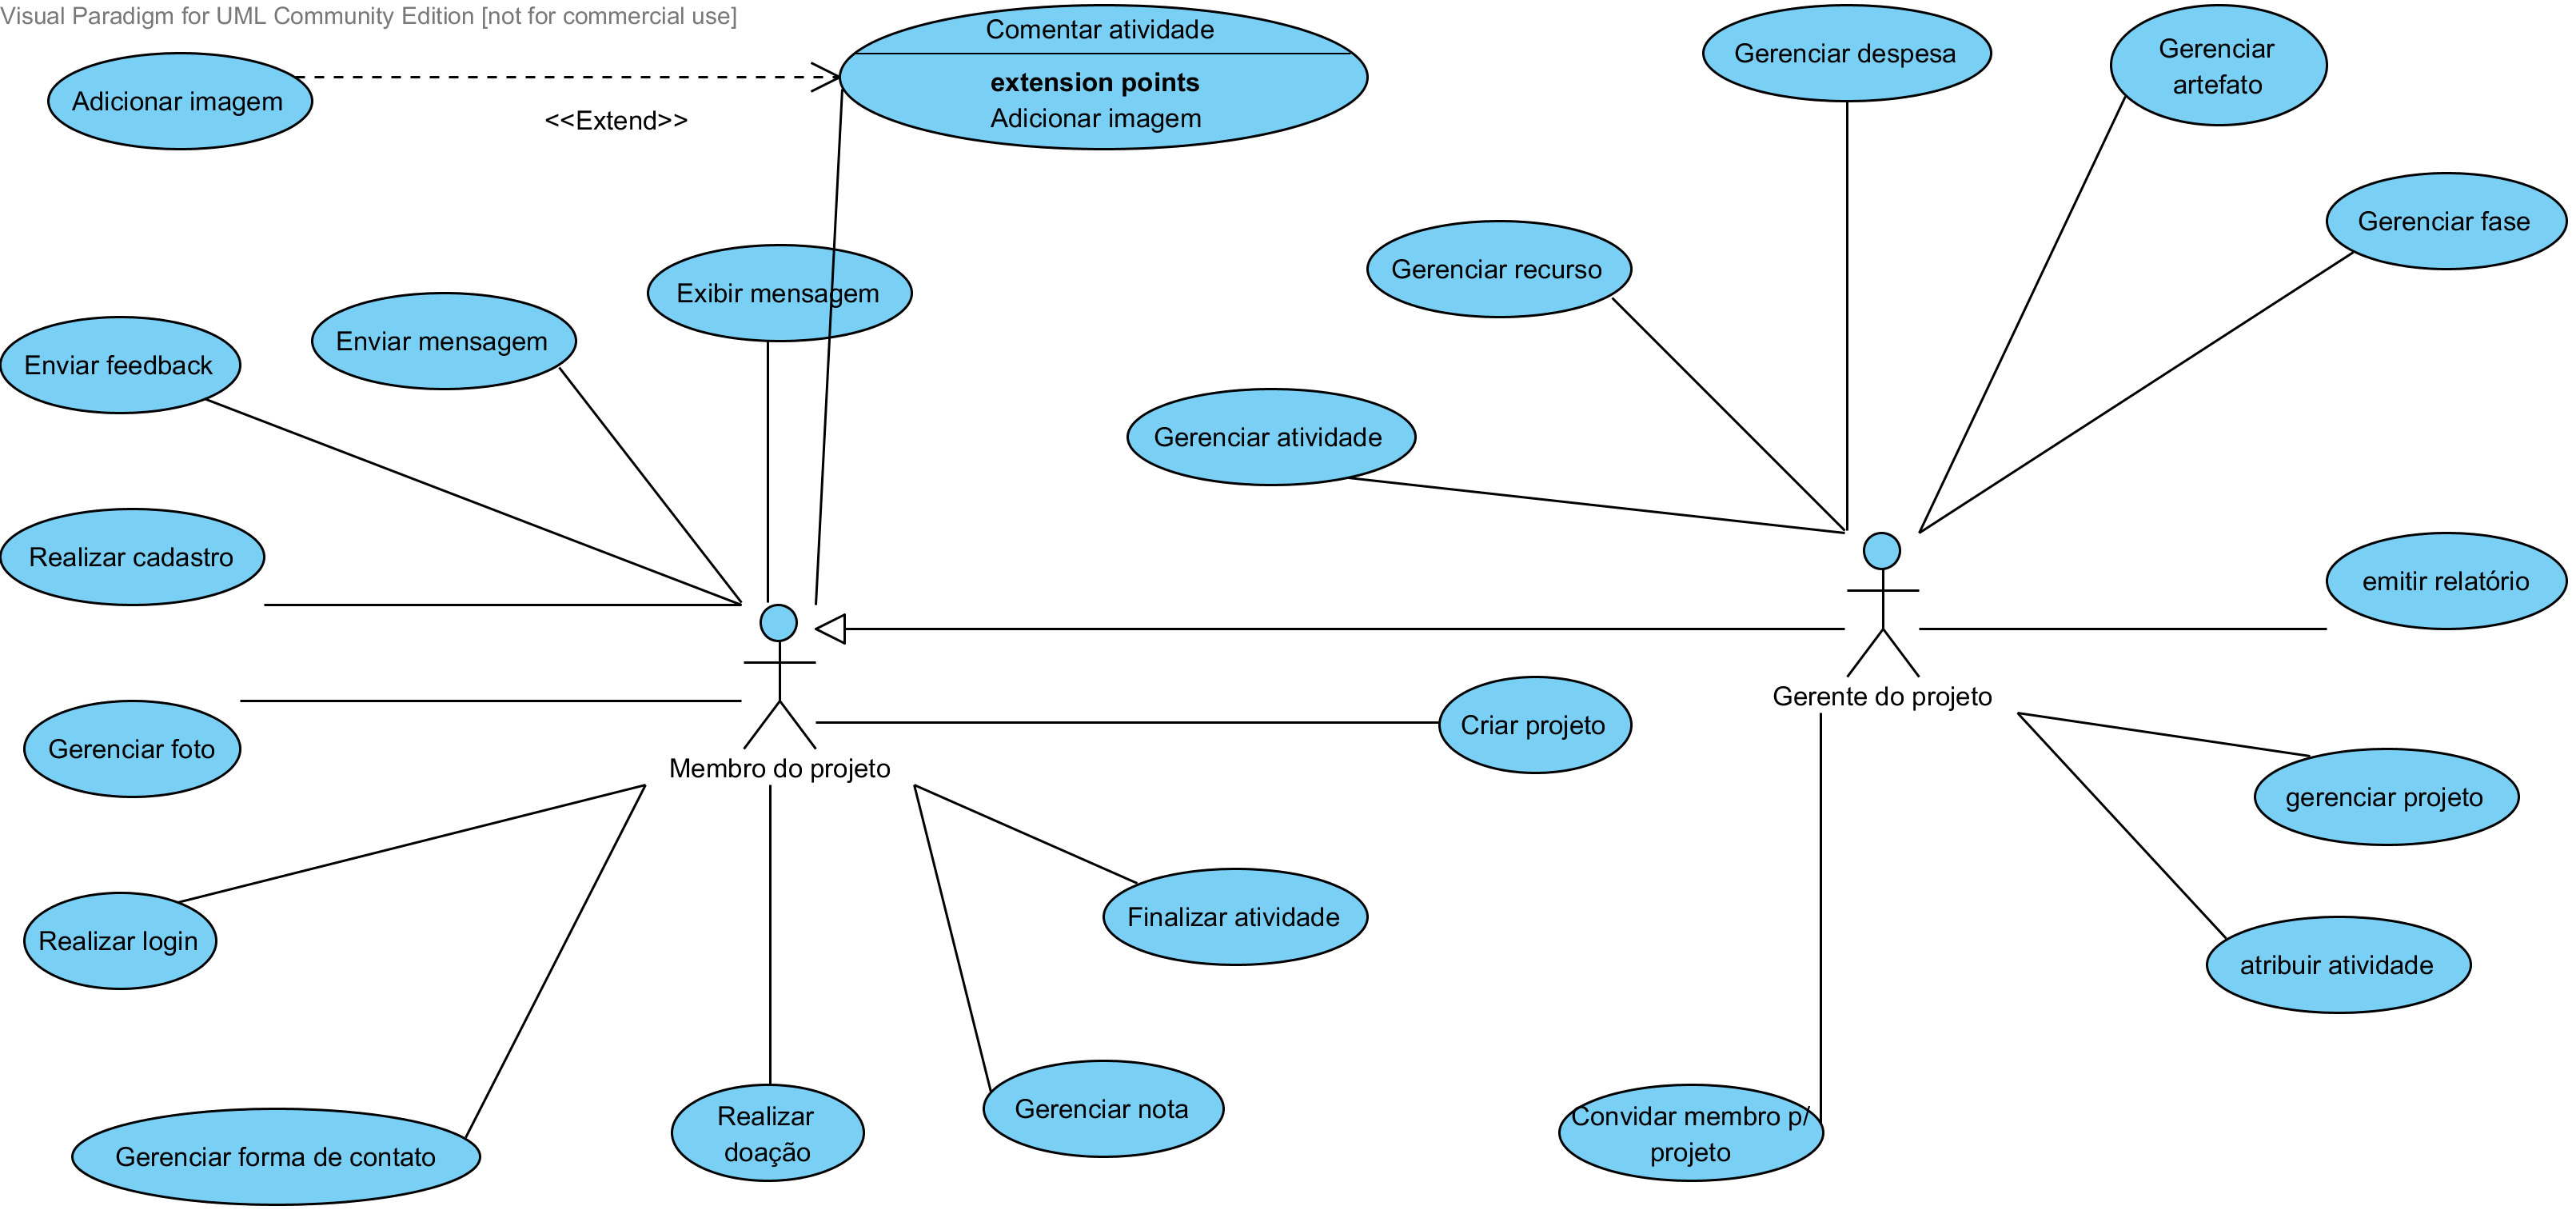 Visual Paradigm for UML Community Edition [not for commercial use]
Comentar atividade
extension points
Adicionar imagem
Adicionar imagem
<<Extend>>
Gerenciar despesa
Gerenciar
artefato
Gerenciar fase
Gerenciar recurso
Exibir mensagem
Enviar mensagem
Enviar feedback
Gerenciar atividade
Realizar cadastro
emitir relatório
Gerente do projeto
Criar projeto
Gerenciar foto
Membro do projeto
gerenciar projeto
Finalizar atividade
Realizar login
atribuir atividade
Gerenciar nota
Realizar
doação
Convidar membro p/
projeto
Gerenciar forma de contato